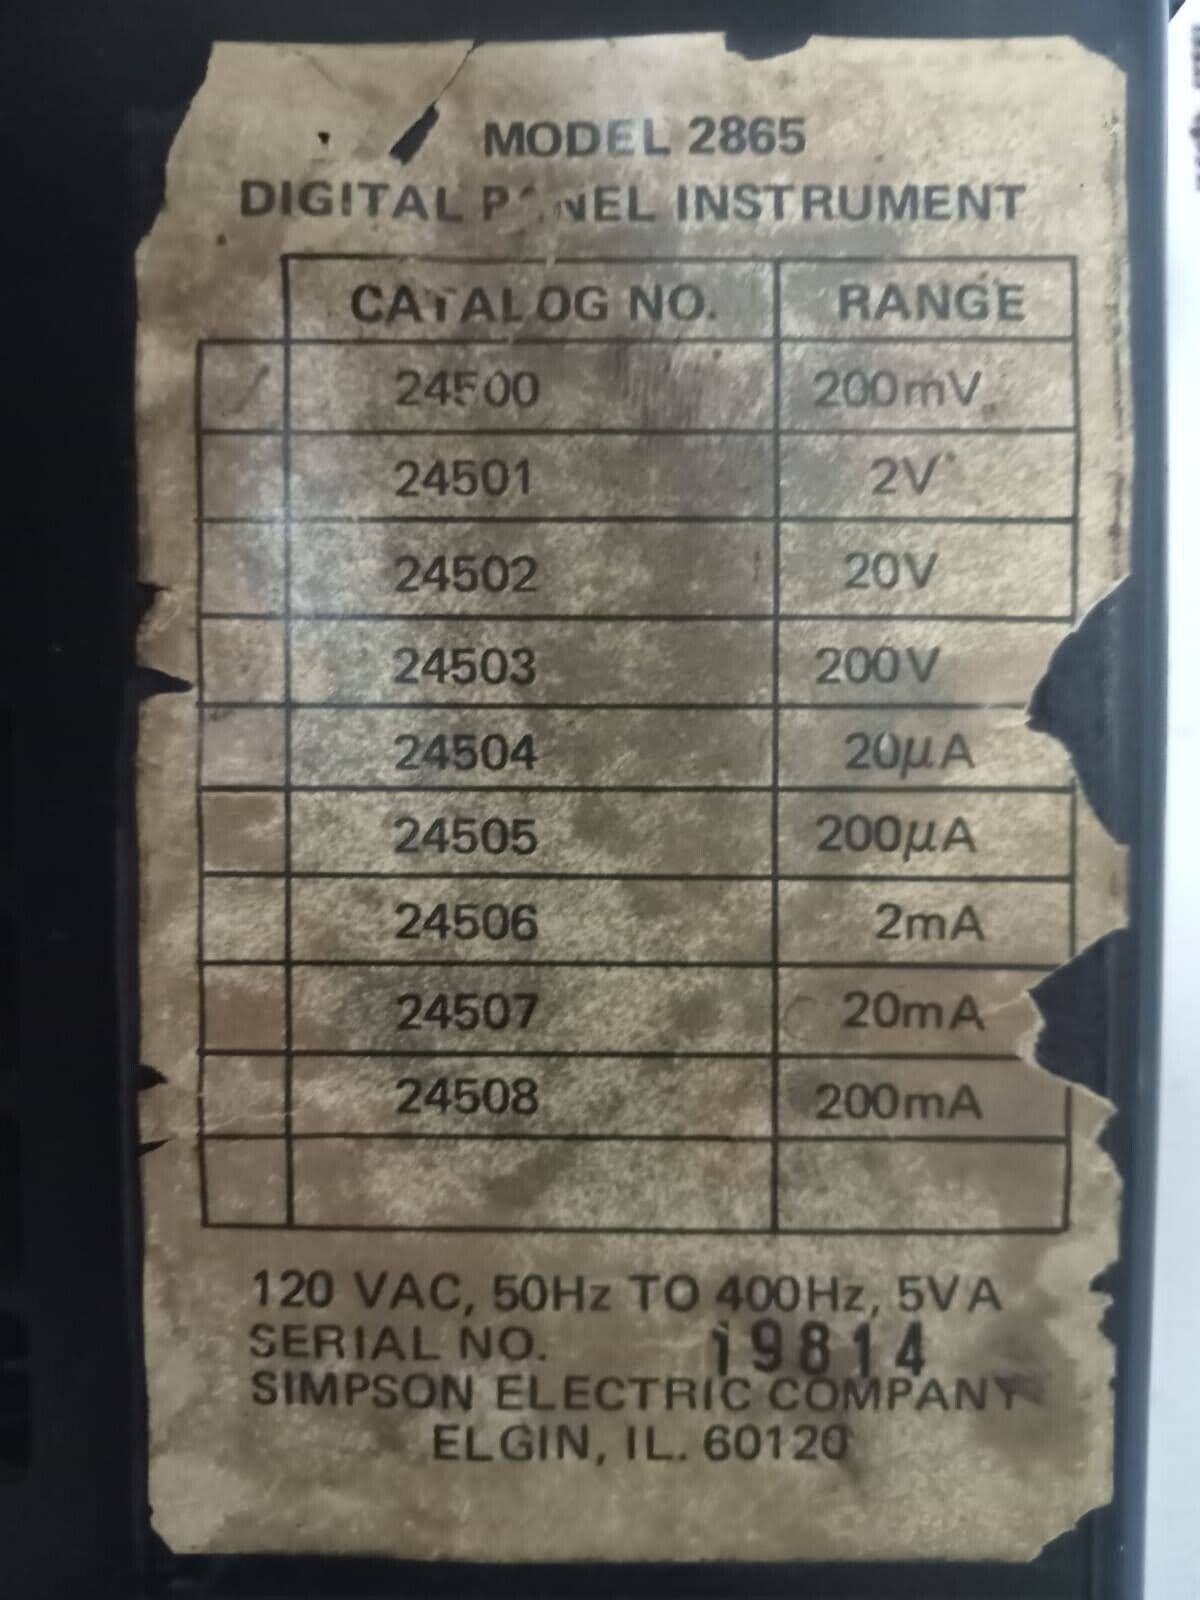 MODEL 2865
DIGITAL PANEL INSTRUMENT
CATALOG NO. RANGE
24500 200mV
24501 2V
24502 20V
24503 200V
24504 20µA
24505 200µA
24506 2mA
24507 20mA
24508 200mA
120 VAC, 50Hz TO 400Hz, 5VA
SERIAL NO. 19814
SIMPSON ELECTRIC COMPANY
ELGIN, IL. 60120